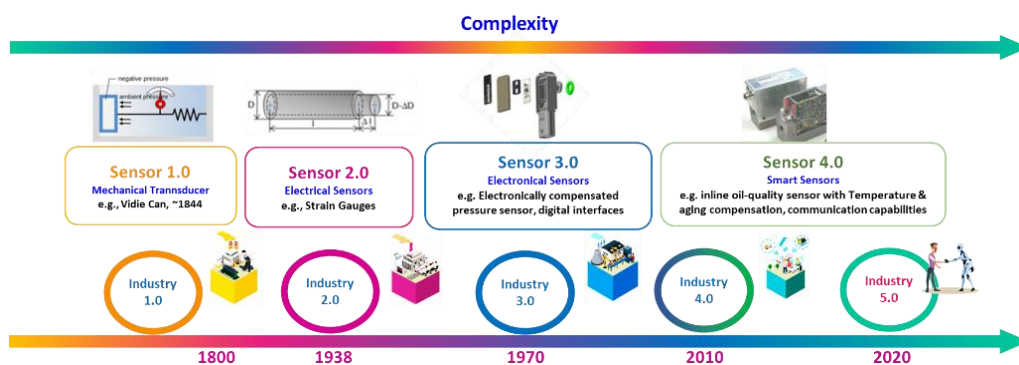 Complexity
negative pressure
ambient pressure
D
l
Δ l
D-ΔD
Sensor 1.0
Mechanical Trannsducer
e.g., Vidie Can, ~1844
Sensor 2.0
Electrical Sensors
e.g., Strain Gauges
Sensor 3.0
Electronical Sensors
e.g. Electronically compensated
pressure sensor, digital interfaces
Sensor 4.0
Smart Sensors
e.g. inline oil-quality sensor with Temperature &
aging compensation, communication capabilities
Industry
1.0
Industry
2.0
Industry
3.0
Industry
4.0
Industry
5.0
1800
1938
1970
2010
2020